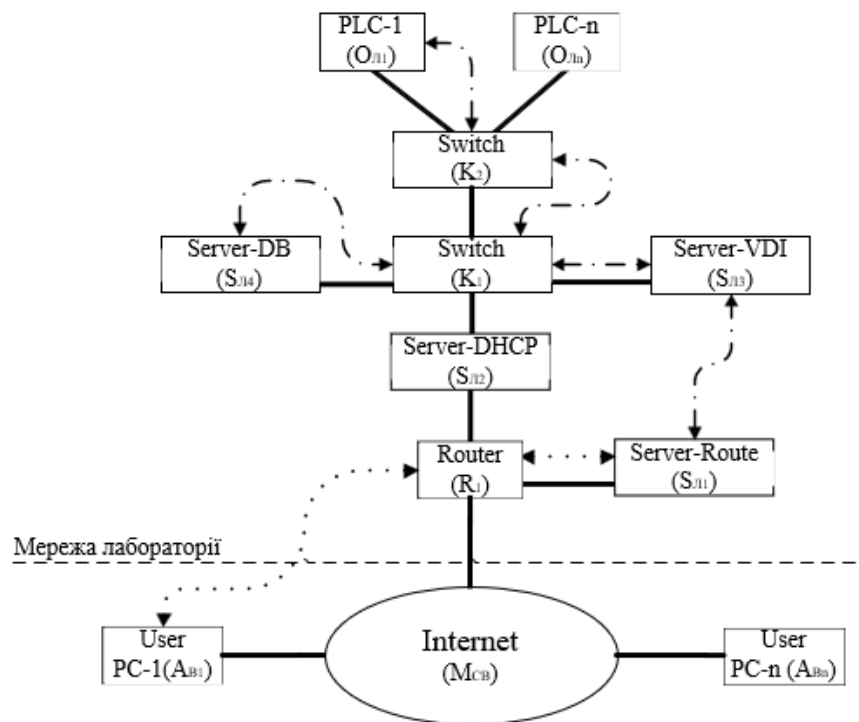 PLC-1
(Oл1)
PLC-n
(Oлn)
Switch
(K2)
Server-DB
(Sл4)
Switch
(K1)
Server-VDI
(Sл3)
Server-DHCP
(Sл2)
Router
(R1)
Server-Route
(Sл1)
Мережа лабораторії
User
PC-1(AВ1)
Internet
(MСВ)
User
PC-n (AВn)